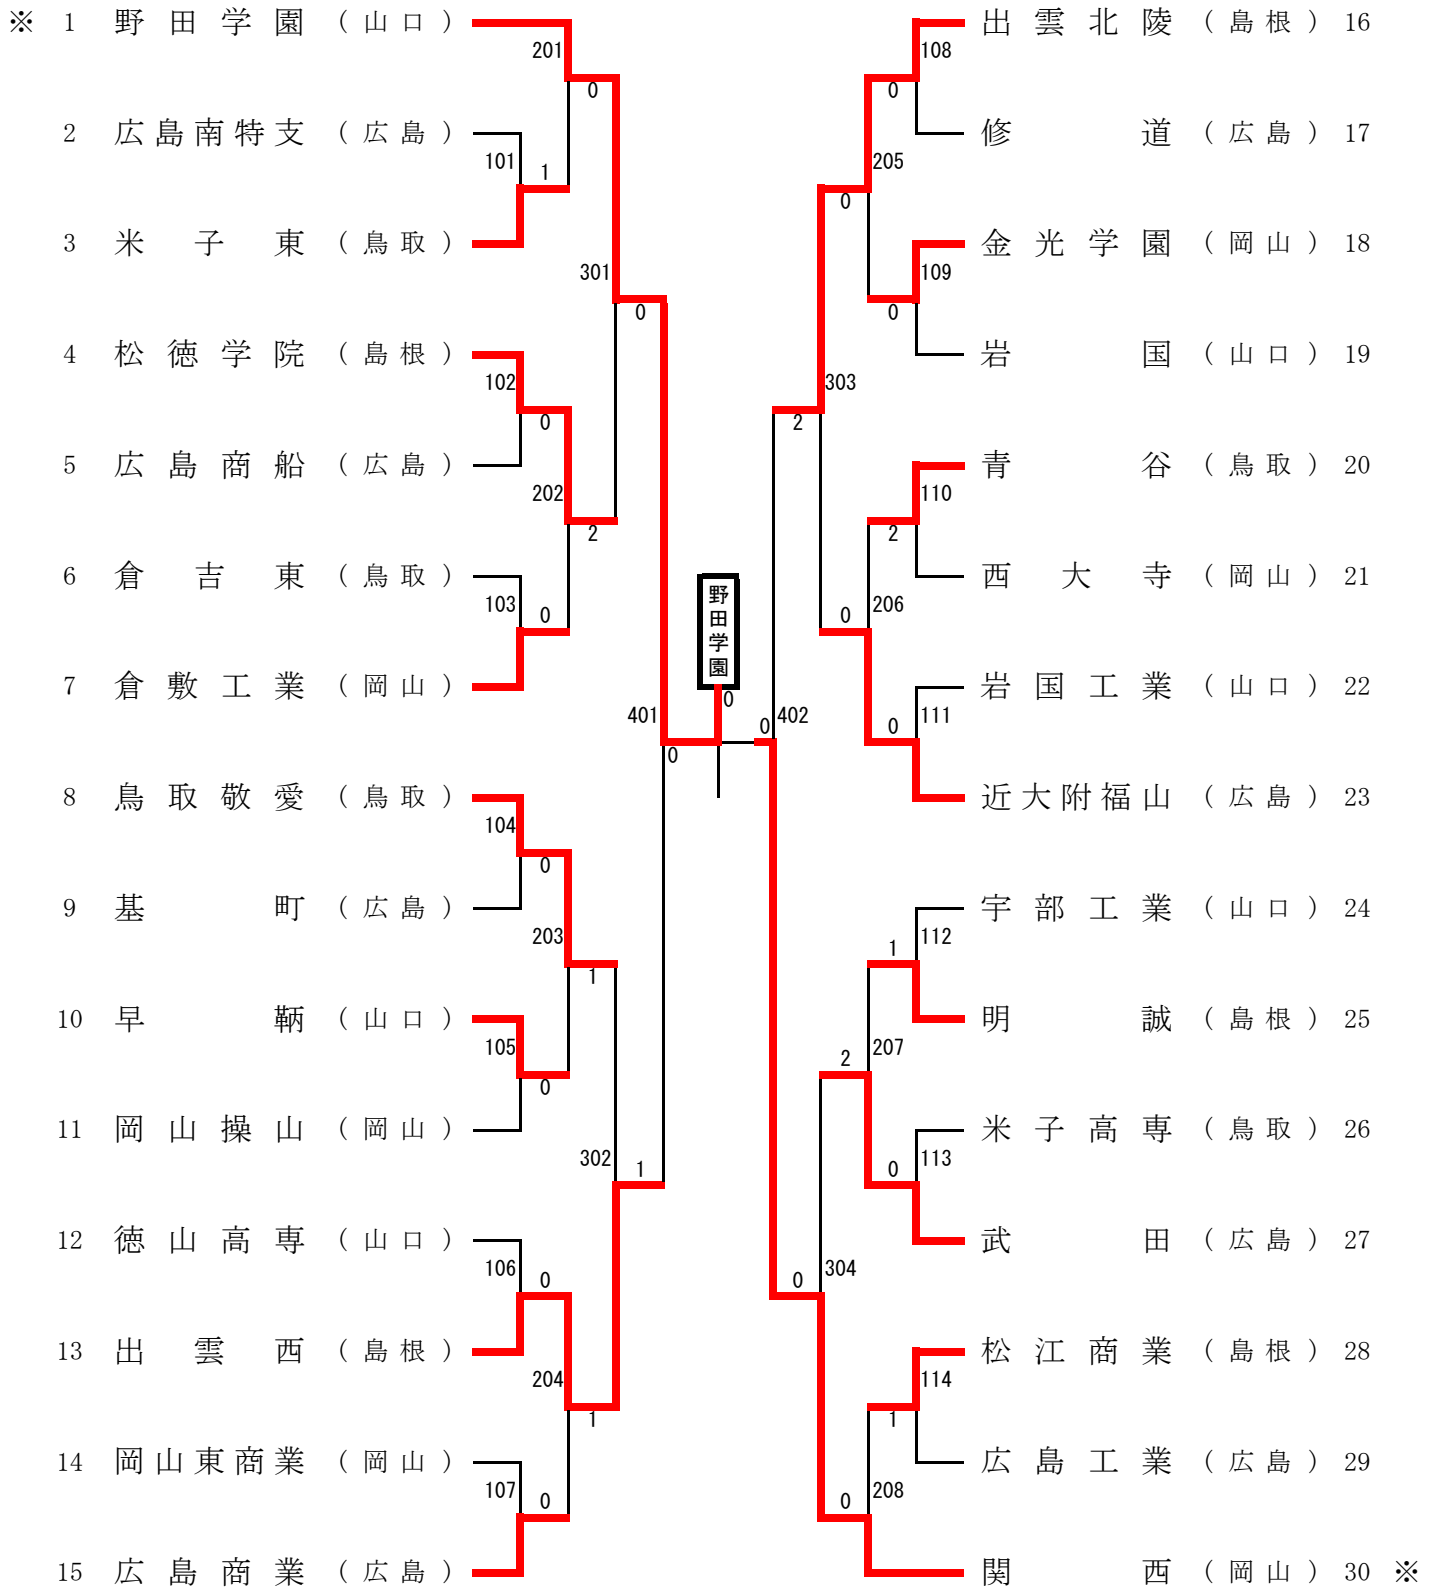 ※ 1 野田学園 (山口)
201
0
2 広島南特支 (広島)
101
1
3 米子東 (鳥取)
301
0
4 松徳学院 (島根)
102
0
5 広島商船 (広島)
202
2
6 倉吉東 (鳥取)
103
0
7 倉敷工業 (岡山)
401
0
8 鳥取敬愛 (鳥取)
104
0
9 基町 (広島)
203
1
10 早鞆 (山口)
105
0
11 岡山操山 (岡山)
302
1
12 徳山高専 (山口)
106
0
13 出雲西 (島根)
204
1
14 岡山東商業 (岡山)
107
0
15 広島商業 (広島)
野田学園
0
出雲北陵 (島根) 16
108
0
修道 (広島) 17
205
0
金光学園 (岡山) 18
109
0
岩国 (山口) 19
303
2
青谷 (鳥取) 20
110
2
西大寺 (岡山) 21
206
0
岩国工業 (山口) 22
111
0
402
0
近大附福山 (広島) 23
宇部工業 (山口) 24
112
1
明誠 (島根) 25
207
2
米子高専 (鳥取) 26
113
0
武田 (広島) 27
304
0
松江商業 (島根) 28
114
1
広島工業 (広島) 29
208
0
関西 (岡山) 30 ※